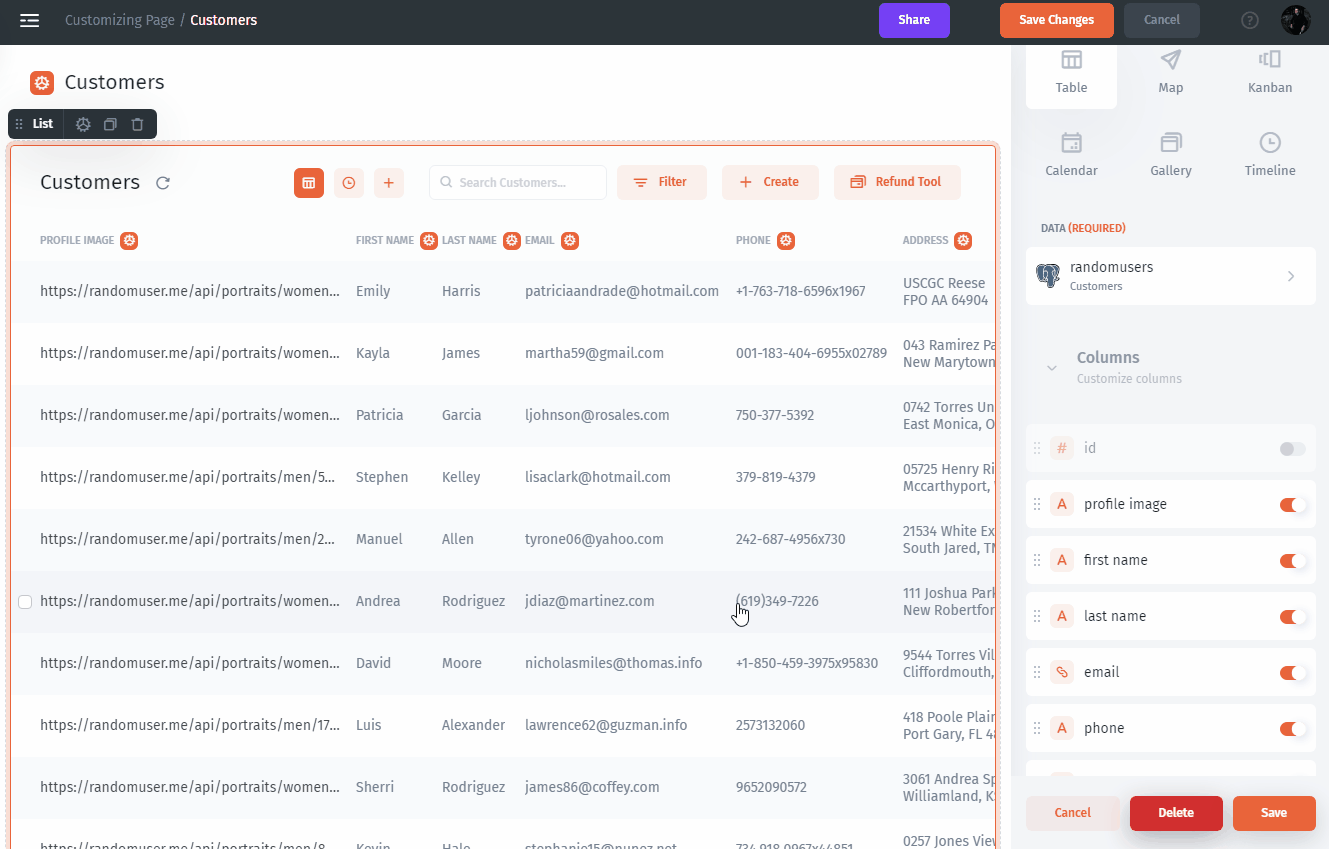 Customizing Page / Customers
Share
Save Changes
Cancel
?
Customers
List
Customers
Search Customers...
Filter
Create
Refund Tool
PROFILE IMAGE FIRST NAME LAST NAME EMAIL PHONE ADDRESS
https://randomuser.me/api/portraits/women... Emily Harris patriciaandrade@hotmail.com +1-763-718-6596x1967 USCGC Reese
FPO AA 64904
https://randomuser.me/api/portraits/women... Kayla James martha59@gmail.com 001-183-404-6955x02789 043 Ramirez Pa
New Marytown
https://randomuser.me/api/portraits/women... Patricia Garcia ljohnson@rosales.com 750-377-5392 0742 Torres Un
East Monica, O
https://randomuser.me/api/portraits/men/5... Stephen Kelley lisaclark@hotmail.com 379-819-4379 05725 Henry Ri
Mccarthyport,
https://randomuser.me/api/portraits/men/2... Manuel Allen tyrone06@yahoo.com 242-687-4956x730 21534 White Ex
South Jared, TN
https://randomuser.me/api/portraits/women... Andrea Rodriguez jdiaz@martinez.com (619)349-7226 111 Joshua Park
New Robertfor
https://randomuser.me/api/portraits/women... David Moore nicholasmiles@thomas.info +1-850-459-3975x95830 9544 Torres Vil
Cliffordmouth,
https://randomuser.me/api/portraits/men/17... Luis Alexander lawrence62@guzman.info 2573132060 418 Poole Plain
Port Gary, FL 48
https://randomuser.me/api/portraits/women... Sherri Rodriguez james86@coffey.com 9652090572 3061 Andrea Sp
Williamland, K
https://randomuser.me/api/portraits/men/8... Kevin Hale stephanie15@nunez.net 734.918.0967x44851 0257 Jones View
Table
Map
Kanban
Calendar
Gallery
Timeline
DATA (REQUIRED)
randomusers
Customers
Columns
Customize columns
# id
A profile image
A first name
A last name
email
A phone
Cancel
Delete
Save